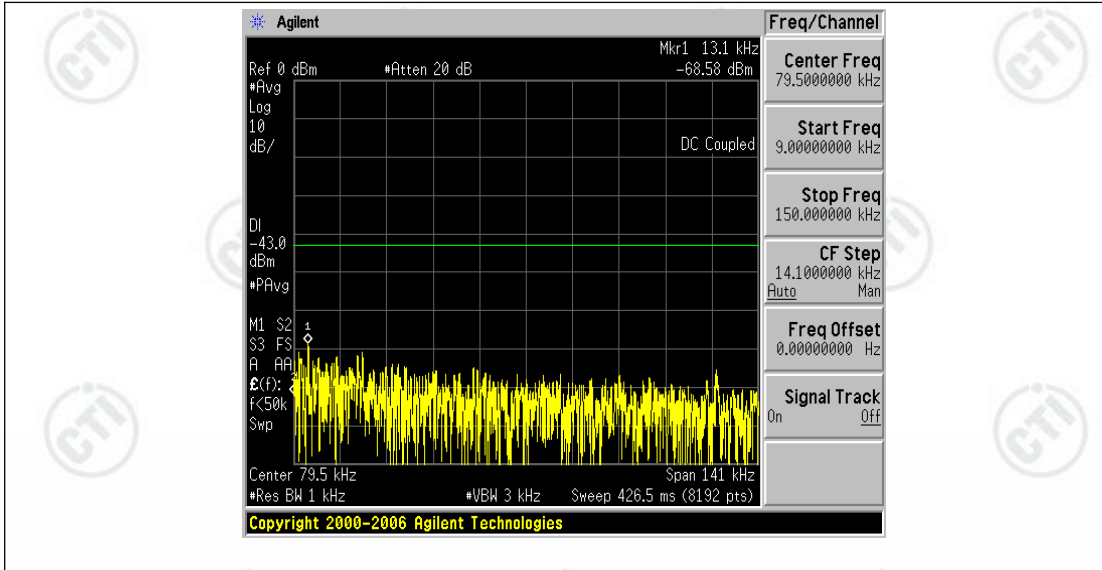 Agilent
Freq/Channel
Mkr1 13.1 kHz
Ref 0 dBm #Atten 20 dB -68.58 dBm
#Avg
Log
10
dB/
DC Coupled
DI
-43.0
dBm
#PAvg
M1 S2
S3 FS
A AA
£(f):
f<50k
Swp
1
Center 79.5 kHz Span 141 kHz
#Res BW 1 kHz #VBW 3 kHz Sweep 426.5 ms (8192 pts)
Copyright 2000-2006 Agilent Technologies
Center Freq
79.5000000 kHz
Start Freq
9.00000000 kHz
Stop Freq
150.000000 kHz
CF Step
14.1000000 kHz
Auto Man
Freq Offset
0.00000000 Hz
Signal Track
On Off
CTI
CTI
CTI
CTI